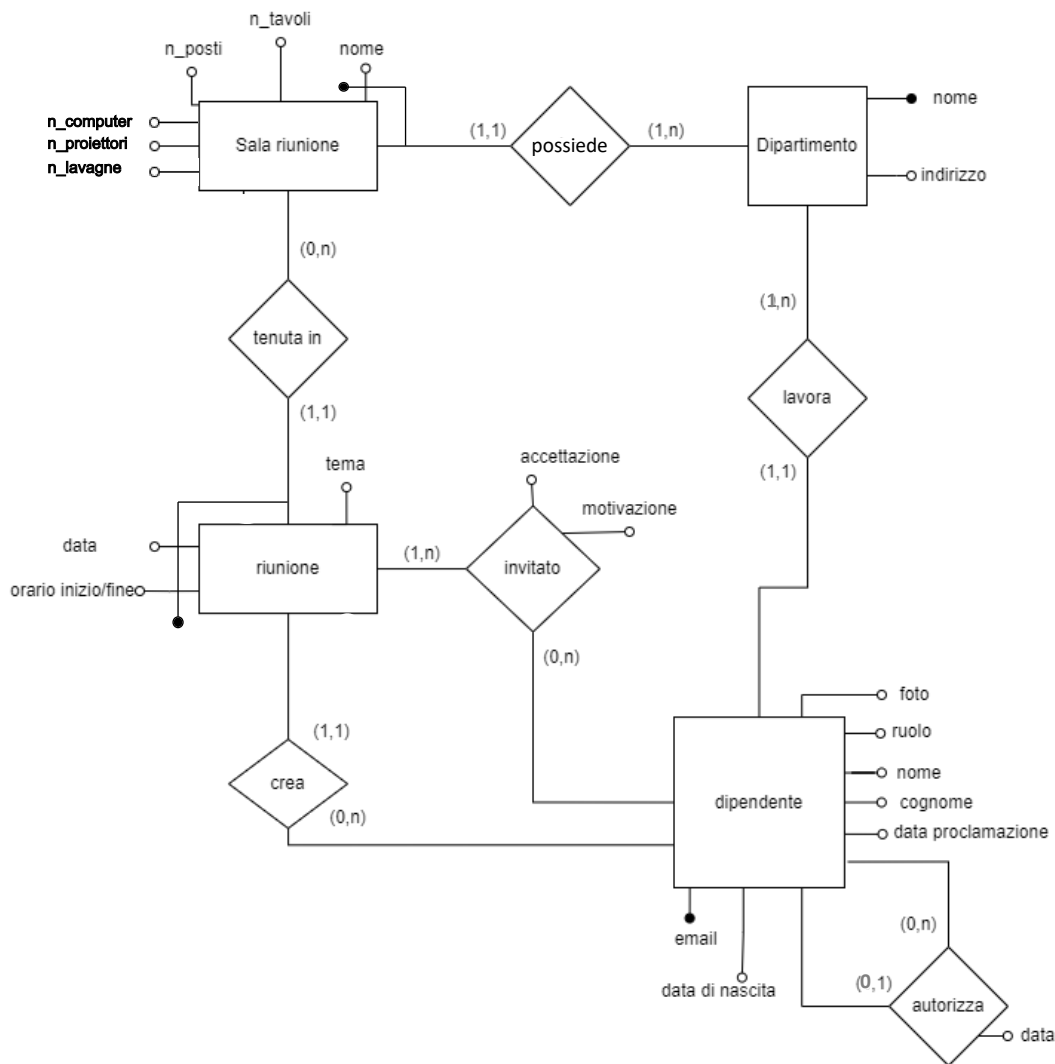 n_tavoli
n_posti
nome
n_computer
n_proiettori
n_lavagne
Sala riunione
(1,1)
possiede
(1,n)
Dipartimento
nome
indirizzo
(0,n)
(1,n)
tenuta in
lavora
(1,1)
(1,1)
tema
accettazione
motivazione
data
orario inizio/fine
riunione
(1,n)
invitato
(0,n)
(1,1)
crea
(0,n)
foto
ruolo
nome
dipendente
cognome
data proclamazione
email
data di nascita
(0,n)
(0,1)
autorizza
data